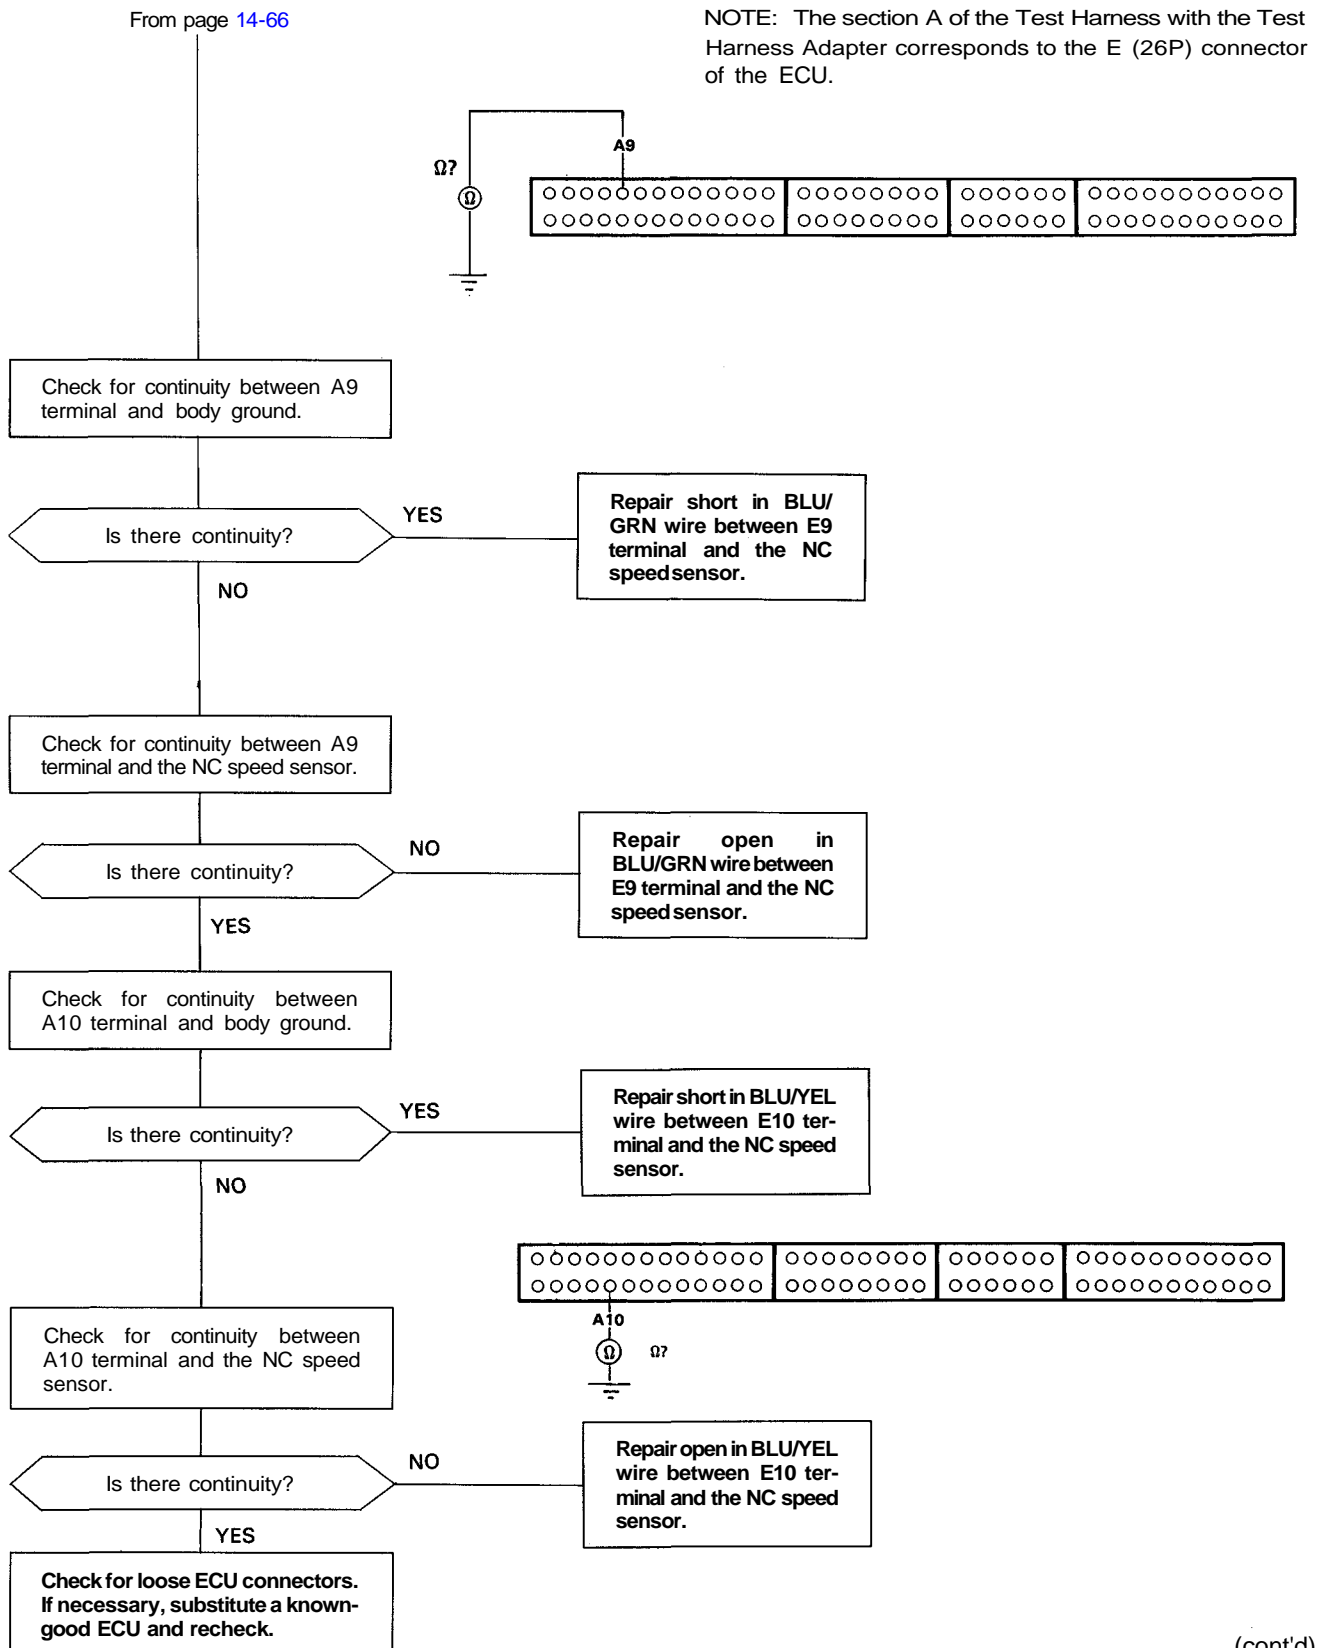 From page 14-66
NOTE: The section A of the Test Harness with the Test
Harness Adapter corresponds to the E (26P) connector
of the ECU.
A9
Ω?
Ω
Check for continuity between A9
terminal and body ground.
Is there continuity?
YES
Repair short in BLU/
GRN wire between E9
terminal and the NC
speed sensor.
NO
Check for continuity between A9
terminal and the NC speed sensor.
Is there continuity?
NO
Repair open in
BLU/GRN wire between
E9 terminal and the NC
speed sensor.
YES
Check for continuity between
A10 terminal and body ground.
Is there continuity?
YES
Repair short in BLU/YEL
wire between E10 ter-
minal and the NC speed
sensor.
NO
A10
Ω
Ω?
Check for continuity between
A10 terminal and the NC speed
sensor.
Is there continuity?
NO
Repair open in BLU/YEL
wire between E10 ter-
minal and the NC speed
sensor.
YES
Check for loose ECU connectors.
If necessary, substitute a known-
good ECU and recheck.
(cont'd)